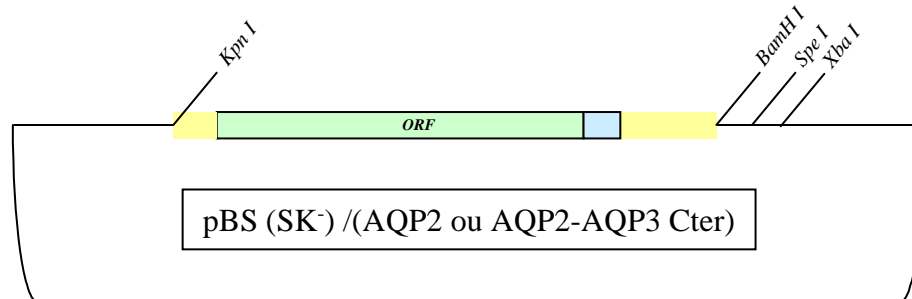 Kpn I
BamH I
Spe I
Xba I
ORF
pBS (SK-) /(AQP2 ou AQP2-AQP3 Cter)